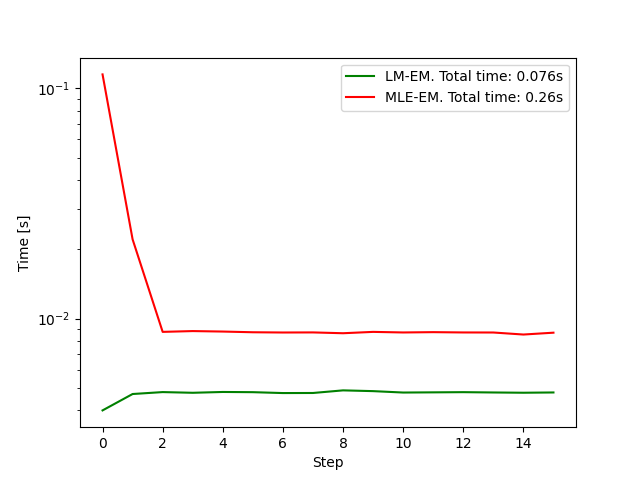 LM-EM. Total time: 0.076s
MLE-EM. Total time: 0.26s
10⁻¹
10⁻²
Time [s]
0 2 4 6 8 10 12 14
Step